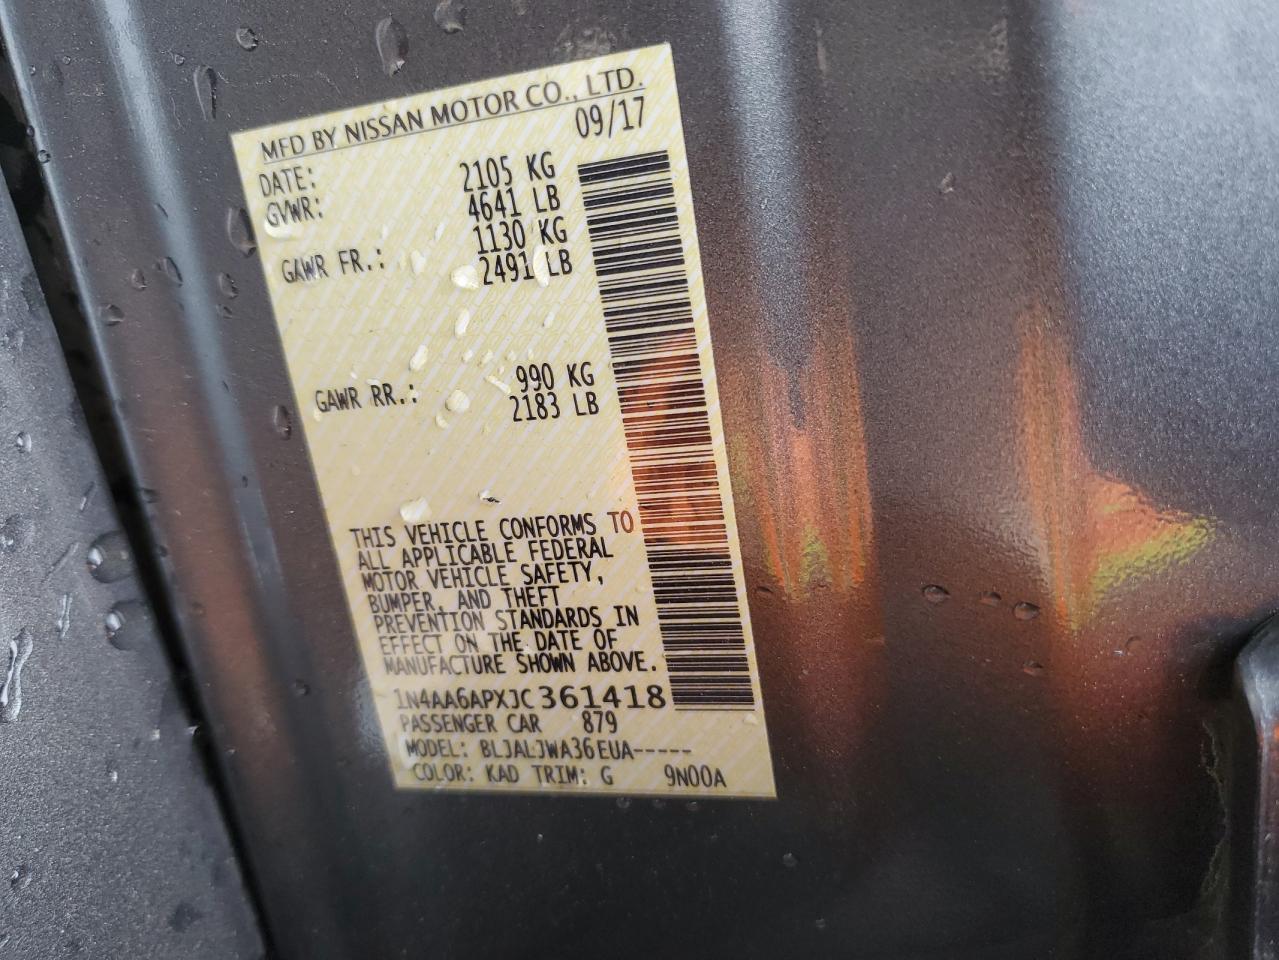 MFD BY NISSAN MOTOR CO., LTD.
DATE: 09/17
GVWR: 2105 KG
4641 LB
GAWR FR.: 1130 KG
2491 LB
GAWR RR.: 990 KG
2183 LB
THIS VEHICLE CONFORMS TO
ALL APPLICABLE FEDERAL
MOTOR VEHICLE SAFETY,
BUMPER, AND THEFT
PREVENTION STANDARDS IN
EFFECT ON THE DATE OF
MANUFACTURE SHOWN ABOVE.
1N4AA6APXJC361418
PASSENGER CAR 879
MODEL: BLJALJWA36EUA-----
COLOR: KAD TRIM: G 9N00A